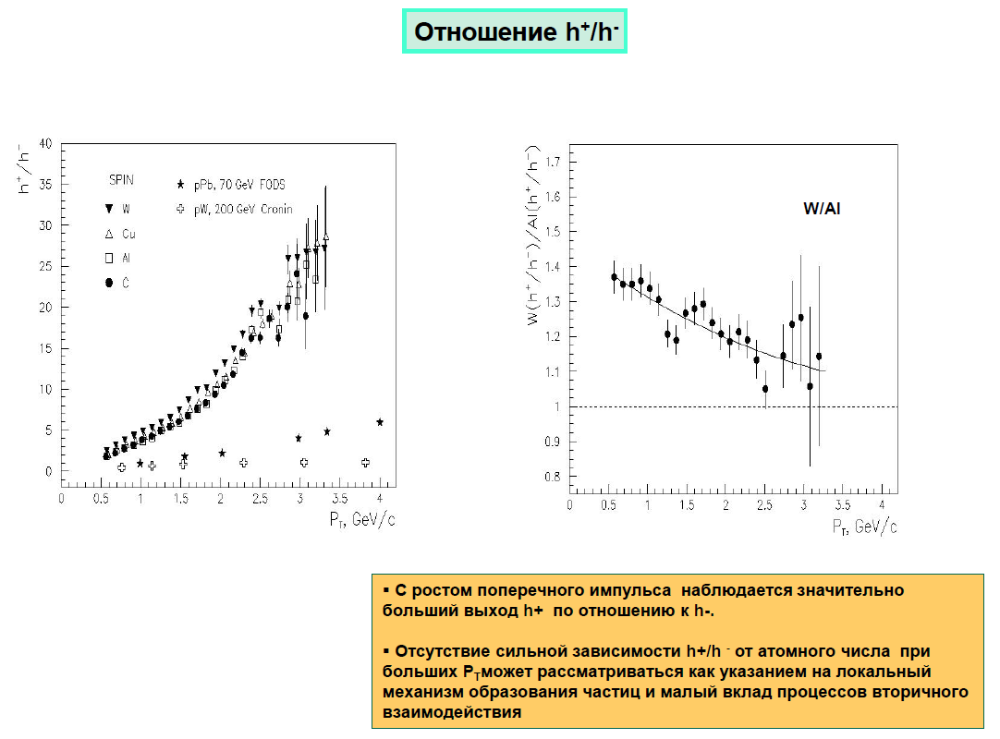 Отношение h+/h-
h+/h−
40
35
30
25
20
15
10
5
0
SPIN
W
Cu
Al
C
pPb, 70 GeV FODS
pW, 200 GeV Cronin
0 0.5 1 1.5 2 2.5 3 3.5 4
PT, GeV/c
W(h+/h−)/Al(h+/h−)
1.7
1.6
1.5
1.4
1.3
1.2
1.1
1
0.9
0.8
W/Al
0 0.5 1 1.5 2 2.5 3 3.5 4
PT, GeV/c
▪ С ростом поперечного импульса наблюдается значительно
больший выход h+ по отношению к h-.
▪ Отсутствие сильной зависимости h+/h - от атомного числа при
больших PTможет рассматриваться как указанием на локальный
механизм образования частиц и малый вклад процессов вторичного
взаимодействия